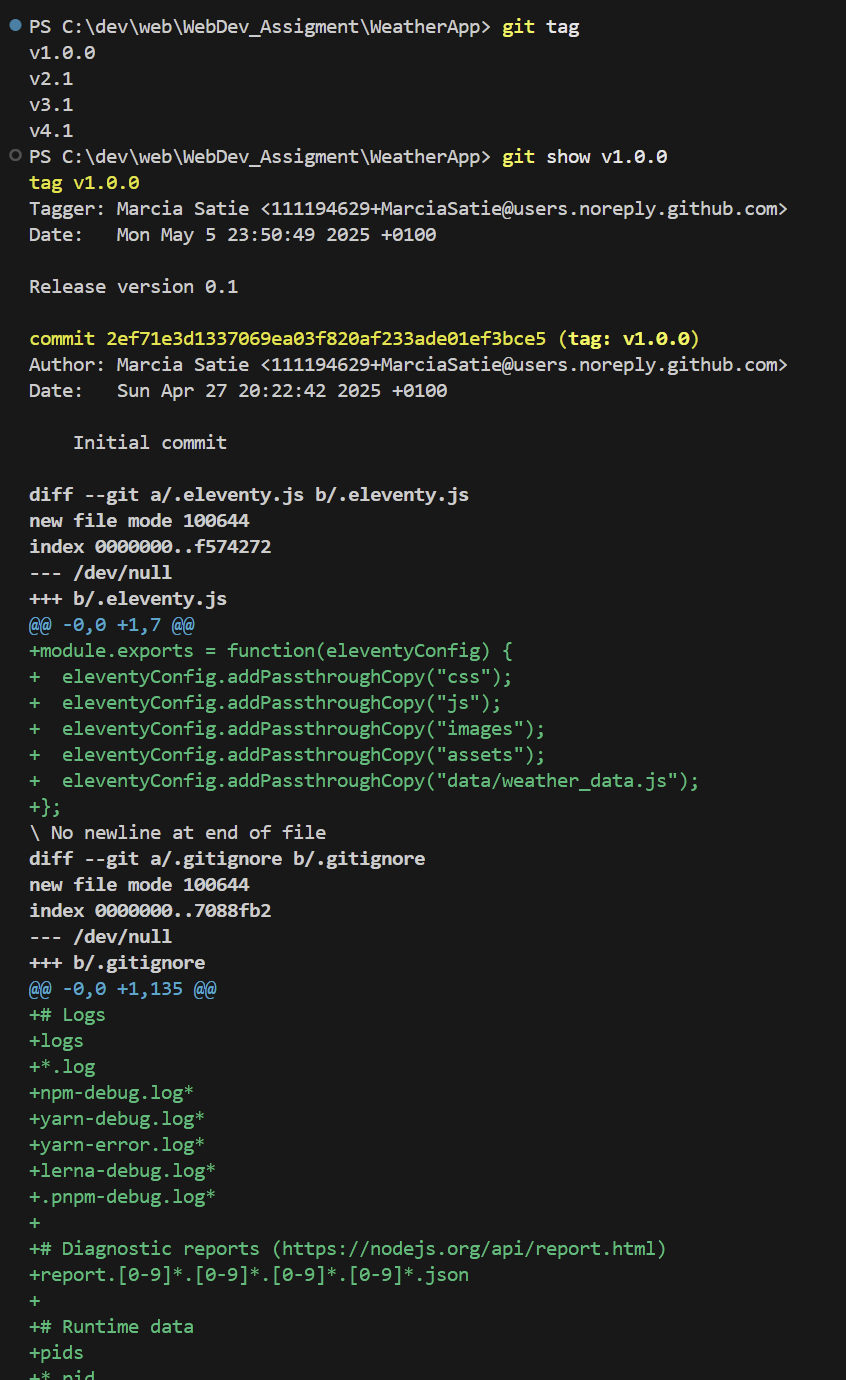 PS C:\dev\web\WebDev_Assigment\WeatherApp> git tag
v1.0.0
v2.1
v3.1
v4.1
PS C:\dev\web\WebDev_Assigment\WeatherApp> git show v1.0.0
tag v1.0.0
Tagger: Marcia Satie <111194629+MarciaSatie@users.noreply.github.com>
Date:   Mon May 5 23:50:49 2025 +0100

Release version 0.1

commit 2ef71e3d1337069ea03f820af233ade01ef3bce5 (tag: v1.0.0)
Author: Marcia Satie <111194629+MarciaSatie@users.noreply.github.com>
Date:   Sun Apr 27 20:22:42 2025 +0100

    Initial commit

diff --git a/.eleventy.js b/.eleventy.js
new file mode 100644
index 0000000..f574272
--- /dev/null
+++ b/.eleventy.js
@@ -0,0 +1,7 @@
+module.exports = function(eleventyConfig) {
+  eleventyConfig.addPassthroughCopy("css");
+  eleventyConfig.addPassthroughCopy("js");
+  eleventyConfig.addPassthroughCopy("images");
+  eleventyConfig.addPassthroughCopy("assets");
+  eleventyConfig.addPassthroughCopy("data/weather_data.js");
+};
\ No newline at end of file
diff --git a/.gitignore b/.gitignore
new file mode 100644
index 0000000..7088fb2
--- /dev/null
+++ b/.gitignore
@@ -0,0 +1,135 @@
+# Logs
+logs
+*.log
+npm-debug.log*
+yarn-debug.log*
+yarn-error.log*
+lerna-debug.log*
+.pnpm-debug.log*
+
+# Diagnostic reports (https://nodejs.org/api/report.html)
+report.[0-9]*.[0-9]*.[0-9]*.[0-9]*.json
+
+# Runtime data
+pids
+*.pid